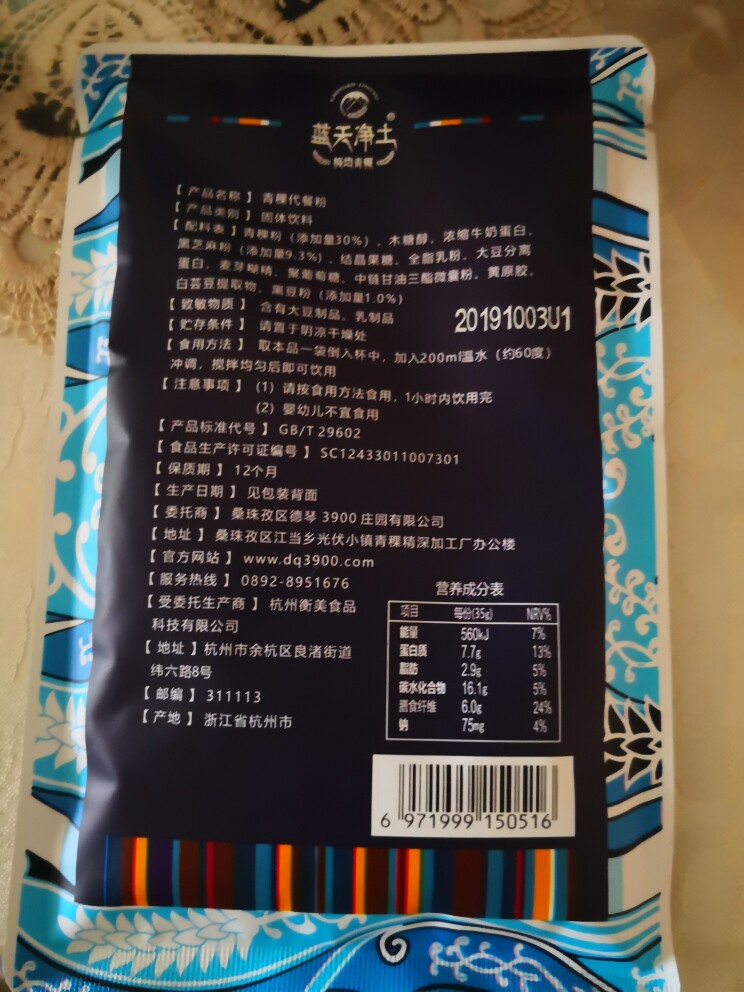 蓝天净土
®
【 产品名称 】 青稞代餐粉
【 产品类别 】 固体饮料
【 配料表 】 青稞粉（添加量30%）、木糖醇、浓缩牛奶蛋白、
黑芝麻粉（添加量9.3%）、结晶果糖、全脂乳粉、大豆分离
蛋白、麦芽糊精、聚葡萄糖、中链甘油三酯微囊粉、黄原胶、
白芸豆提取物、黑豆粉（添加量1.0%）
【 致敏物质 】 含有大豆制品、乳制品
【 贮存条件 】 请置于阴凉干燥处
20191003U1
【 食用方法 】 取本品一袋倒入杯中，加入200ml温水（约60度）
冲调，搅拌均匀后即可饮用
【 注意事项 】 (1) 请按食用方法食用，1小时内饮用完
(2) 婴幼儿不宜食用
【 产品标准代号 】 GB/T 29602
【 食品生产许可证编号 】 SC12433011007301
【 保质期 】 12个月
【 生产日期 】 见包装背面
【 委托商 】 桑珠孜区德琴 3900 庄园有限公司
【 地址 】 桑珠孜区江当乡光伏小镇青稞精深加工厂办公楼
【 官方网站 】 www.dq3900.com
【 服务热线 】 0892-8951676
【 受委托生产商 】 杭州衡美食品
科技有限公司
【 地址 】杭州市余杭区良渚街道
纬六路8号
【 邮编 】 311113
【 产地 】 浙江省杭州市
营养成分表
项目 每份(35g) NRV%
能量 560kJ 7%
蛋白质 7.7g 13%
脂肪 2.9g 5%
碳水化合物 16.1g 5%
膳食纤维 6.0g 24%
钠 75mg 4%
6 971999 150516